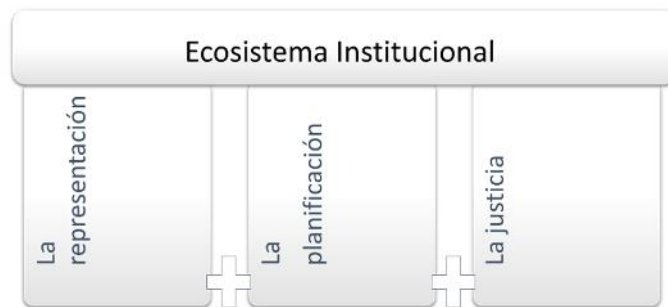 Ecosistema Institucional
La
representación
La
planificación
La justicia